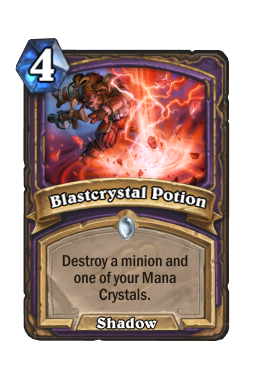 4
Blastcrystal Potion
Destroy a minion and
one of your Mana
Crystals.
Shadow